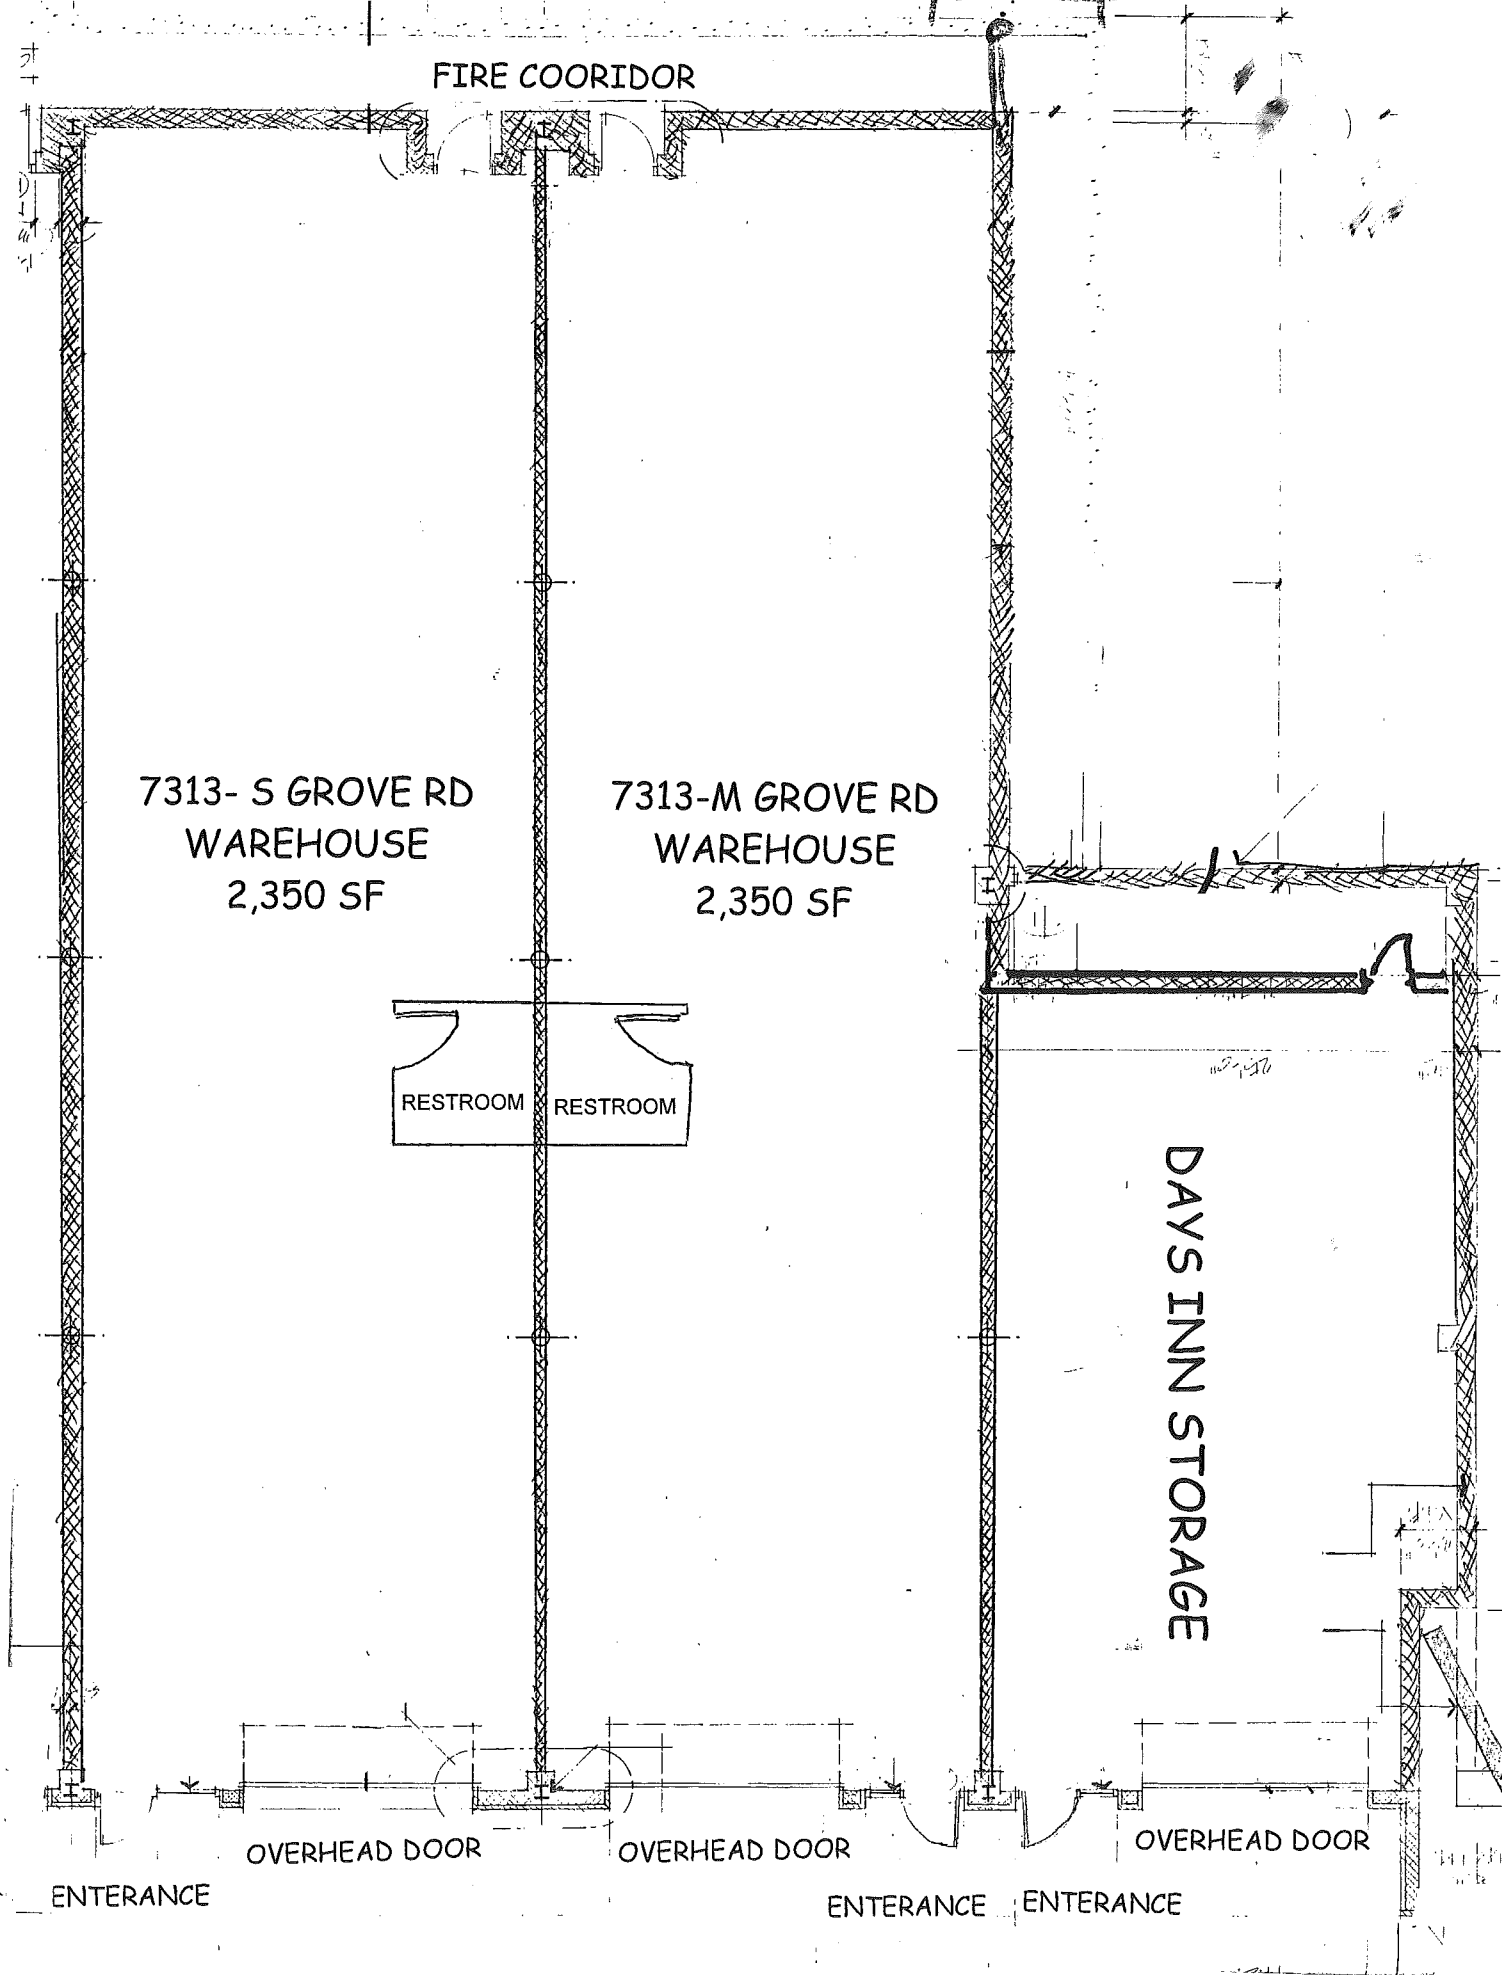 FIRE COORIDOR
7313- S GROVE RD
WAREHOUSE
2,350 SF
7313-M GROVE RD
WAREHOUSE
2,350 SF
RESTROOM
RESTROOM
DAYS INN STORAGE
OVERHEAD DOOR
OVERHEAD DOOR
OVERHEAD DOOR
ENTERANCE
ENTERANCE
ENTERANCE